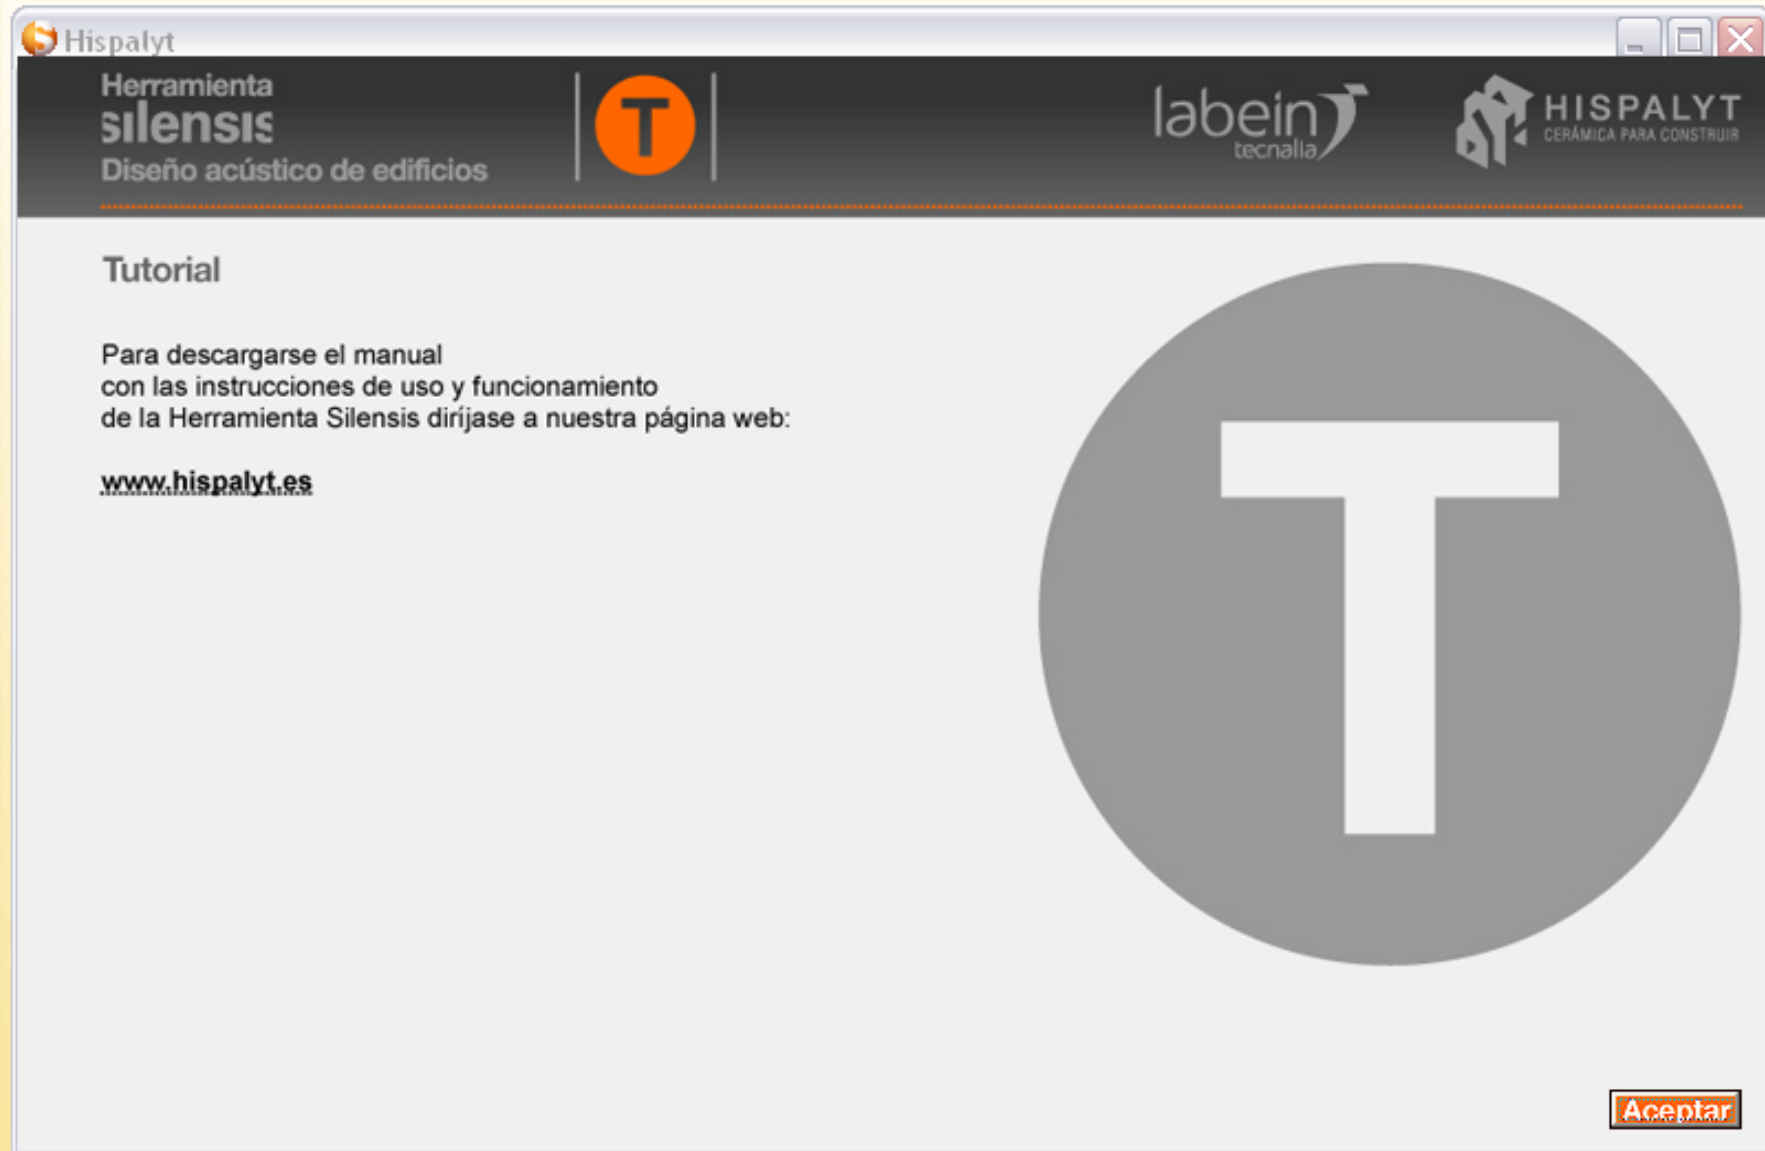 Hispalyt
Herramienta
silensis
Diseño acústico de edificios
T
labein
tecnalia
HISPALYT
CERÁMICA PARA CONSTRUIR
Tutorial
Para descargarse el manual
con las instrucciones de uso y funcionamiento
de la Herramienta Silensis diríjase a nuestra página web:
www.hispalyt.es
T
Aceptar